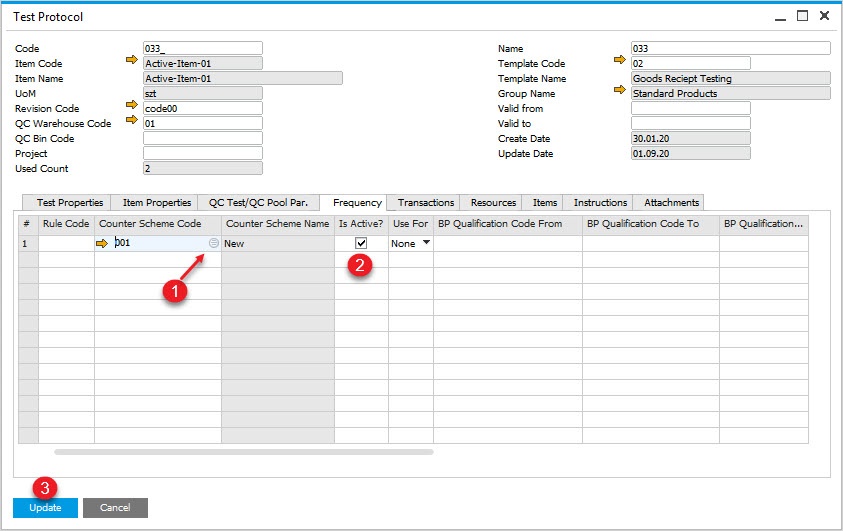 Test Protocol
Code 033_ Name 033
Item Code Active-Item-01 Template Code 02
Item Name Active-Item-01 Template Name Goods Reciept Testing
UoM szt Group Name Standard Products
Revision Code code00 Valid from
QC Warehouse Code 01 Valid to
QC Bin Code Create Date 30.01.20
Project Update Date 01.09.20
Used Count 2
Test Properties Item Properties QC Test/QC Pool Par. Frequency Transactions Resources Items Instructions Attachments
# Rule Code Counter Scheme Code Counter Scheme Name Is Active? Use For BP Qualification Code From BP Qualification Code To BP Qualification...
1 001 New None
1 2
3
Update Cancel